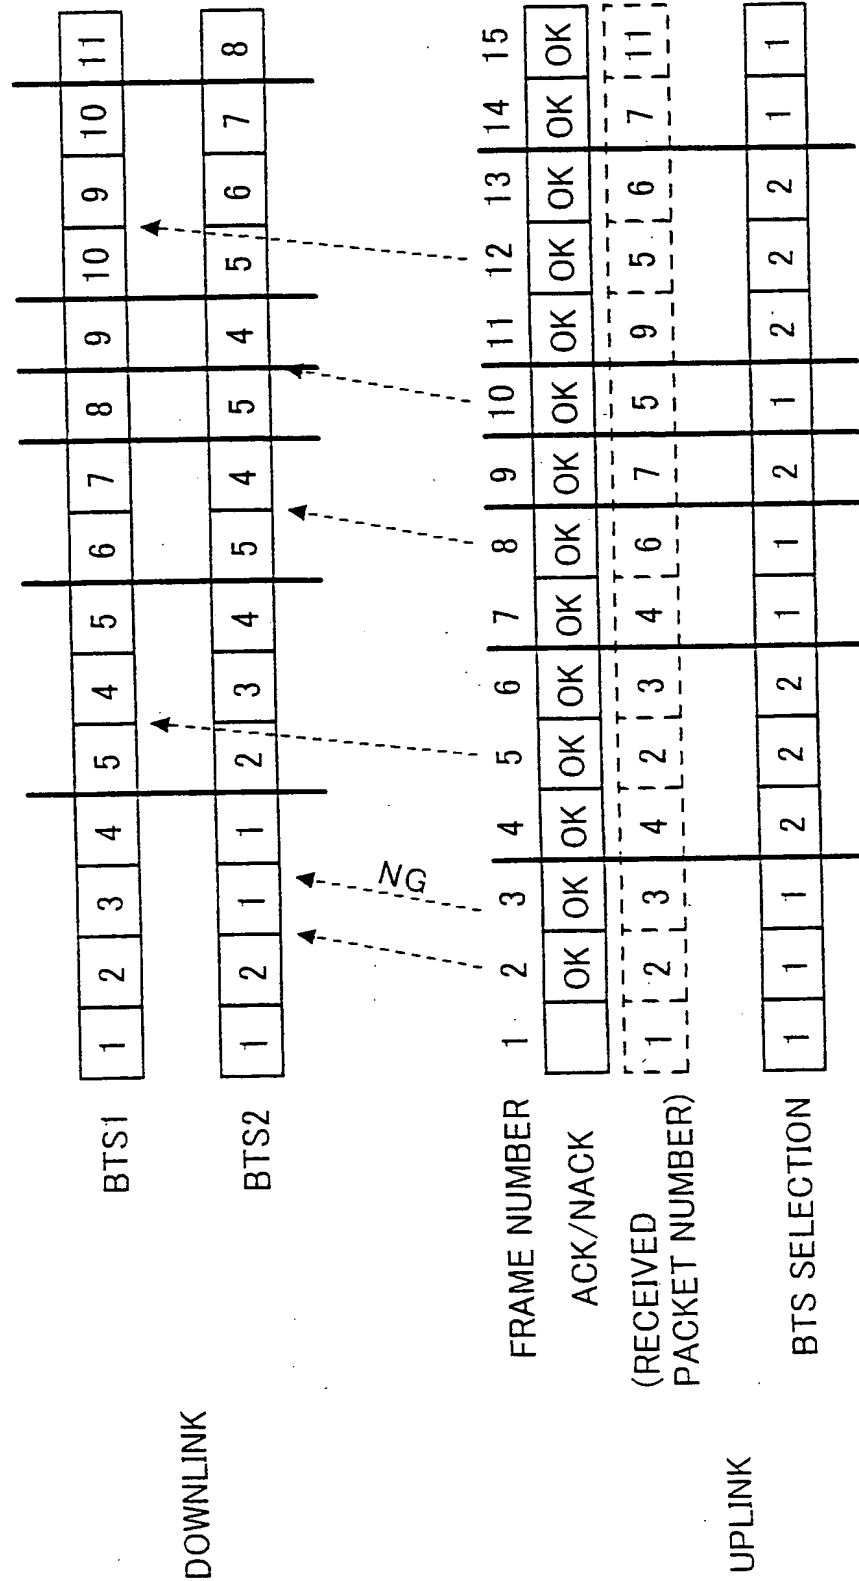 DOWNLINK
BTS1 1 2 3 4 5 4 5 6 7 8 9 10 9 10 11
BTS2 1 2 1 1 2 3 4 5 4 5 4 5 6 7 8
NG
FRAME NUMBER 1 2 3 4 5 6 7 8 9 10 11 12 13 14 15
ACK/NACK OK OK OK OK OK OK OK OK OK OK OK OK OK OK
(RECEIVED
PACKET NUMBER) 1 2 3 4 2 3 4 6 7 5 9 5 6 7 11
UPLINK
BTS SELECTION 1 1 1 2 2 2 1 1 2 1 2 2 2 1 1